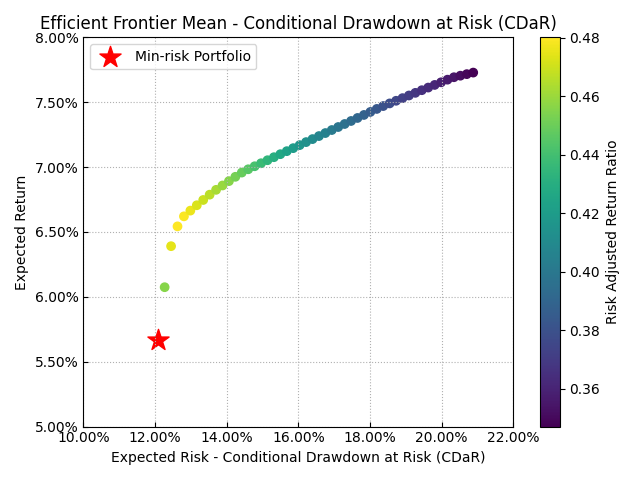 Efficient Frontier Mean - Conditional Drawdown at Risk (CDaR)
Min-risk Portfolio
8.00%
7.50%
7.00%
6.50%
6.00%
5.50%
5.00%
Expected Return
10.00% 12.00% 14.00% 16.00% 18.00% 20.00% 22.00%
Expected Risk - Conditional Drawdown at Risk (CDaR)
0.48
0.46
0.44
0.42
0.40
0.38
0.36
Risk Adjusted Return Ratio